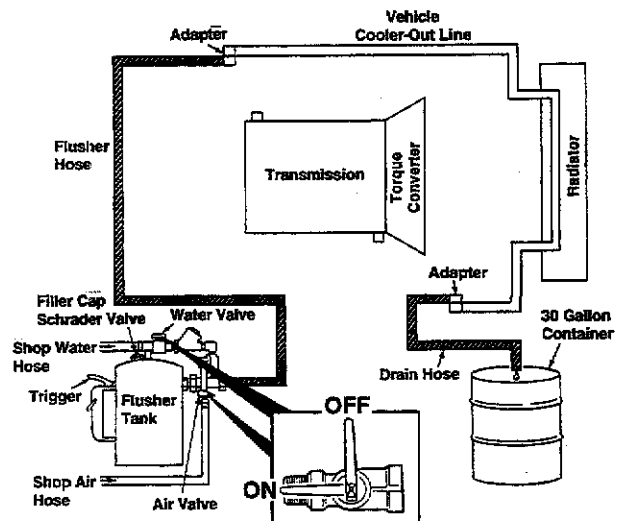 Vehicle
Cooler-Out Line
Adapter
Flusher
Hose
Transmission
Torque
Converter
Radiator
Adapter
Filler Cap
Schrader Valve
Water Valve
30 Gallon
Container
Shop Water
Hose
Drain Hose
Trigger
Flusher
Tank
OFF
ON
Shop Air
Hose
Air Valve